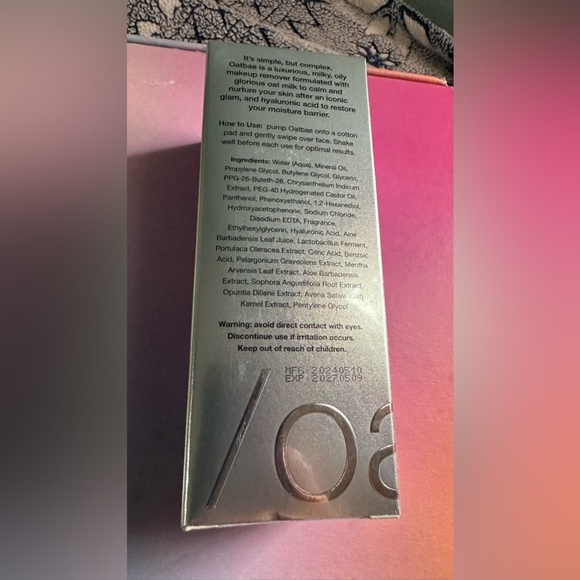 It's simple, but complex.
Oatbae is a luxurious, milky, oily
makeup remover formulated with
glorious oat milk to calm and
nurture your skin after an iconic
glam, and hyaluronic acid to restore
your moisture barrier.
How to Use: pump Oatbae onto a cotton
pad and gently swipe over face. Shake
well before each use for optimal results.
Ingredients: Water (Aqua), Mineral Oil,
Propylene Glycol, Butylene Glycol, Glycerin,
PPG-26-Buteth-26, Chrysanthellum Indicum
Extract, PEG-40 Hydrogenated Castor Oil,
Panthenol, Phenoxyethanol, 1,2-Hexanediol,
Hydroxyacetophenone, Sodium Chloride,
Disodium EDTA, Fragrance,
Ethylhexylglycerin, Hyaluronic Acid, Aloe
Barbadensis Leaf Juice, Lactobacillus Ferment,
Portulaca Oleracea Extract, Citric Acid, Benzoic
Acid, Pelargonium Graveolens Extract, Mentha
Arvensis Leaf Extract, Aloe Barbadensis
Extract, Sophora Angustifolia Root Extract,
Opuntia Dillenii Extract, Avena Sativa (Oat)
Kernel Extract, Pentylene Glycol
Warning: avoid direct contact with eyes.
Discontinue use if irritation occurs.
Keep out of reach of children.
MFG:20240510
EXP:20270509
/oa